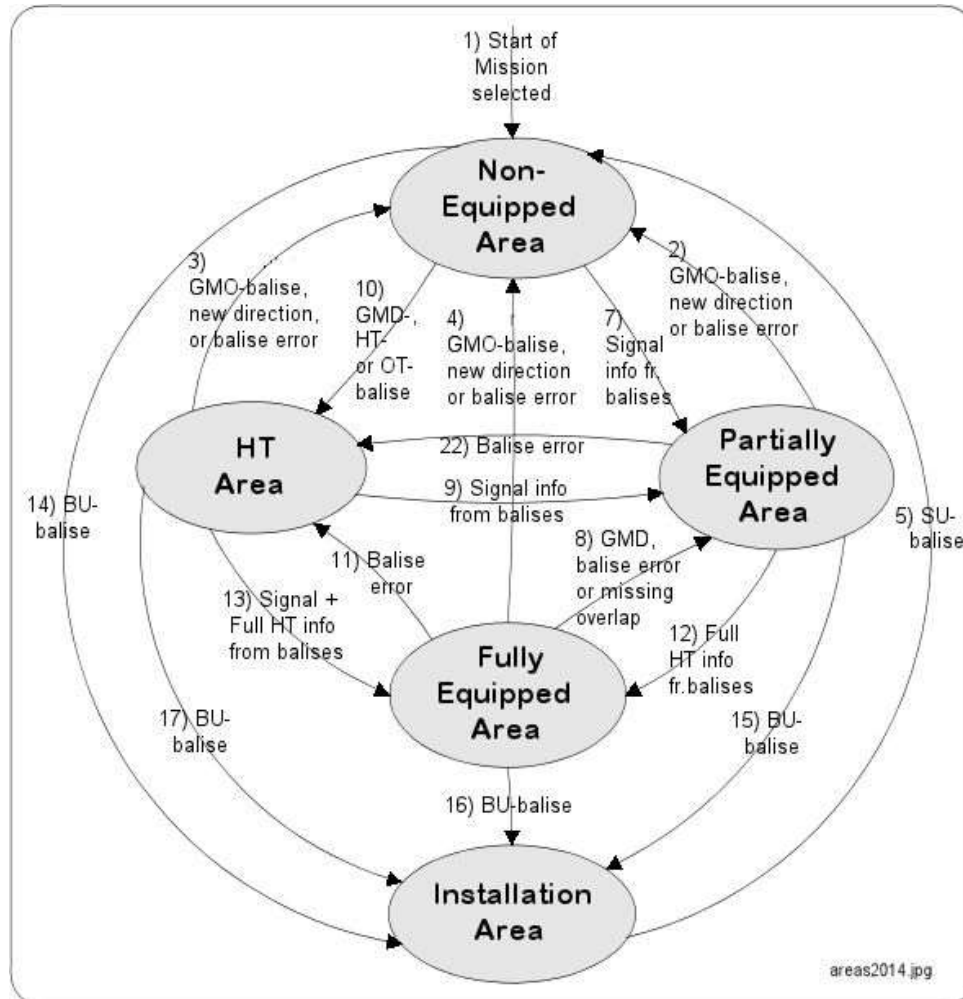 1) Start of
Mission
selected
Non-
Equipped
Area
3)
GMO-balise,
new direction,
or balise error
10)
GMD-,
HT-
or OT-
balise
4)
GMO-balise,
new direction
or balise error
7)
Signal
info fr.
balises
2)
GMO-balise,
new direction
or balise error
HT
Area
22) Balise error
Partially
Equipped
Area
9) Signal info
from balises
14) BU-
balise
5) SU-
balise
11) Balise
error
8) GMD,
balise error
or missing
overlap
13) Signal +
Full HT info
from balises
12) Full
HT info
fr.balises
Fully
Equipped
Area
17) BU-
balise
15) BU-
balise
16) BU-balise
Installation
Area
areas2014.jpg